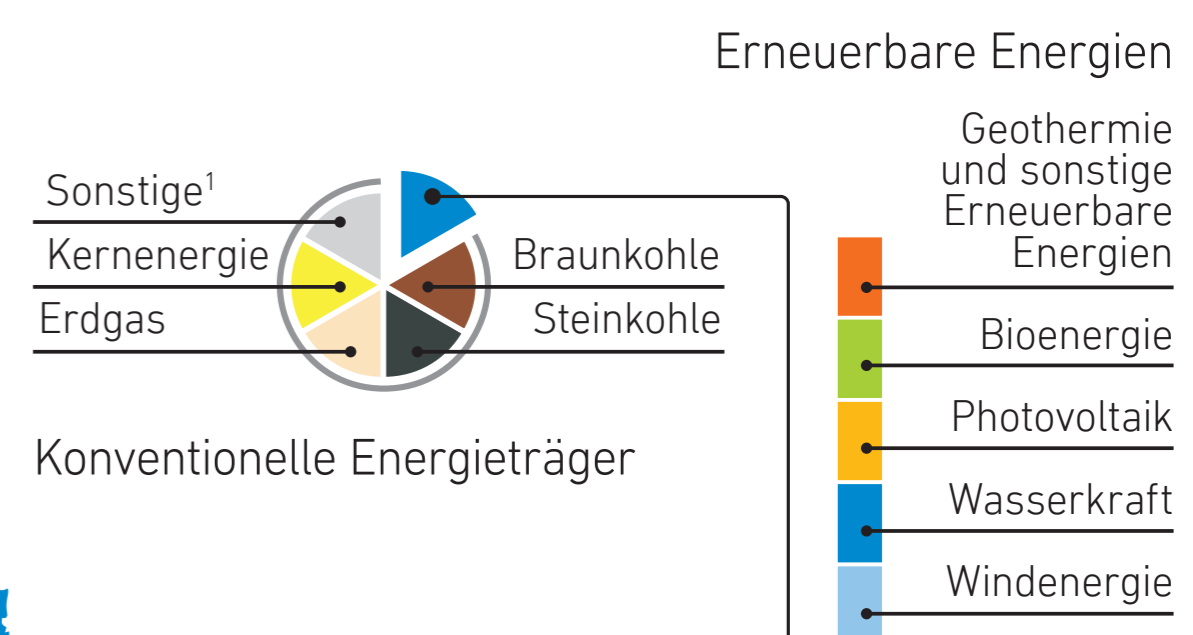 Erneuerbare Energien
Sonstige¹
Kernenergie
Erdgas
Braunkohle
Steinkohle
Konventionelle Energieträger
Geothermie
und sonstige
Erneuerbare
Energien
Bioenergie
Photovoltaik
Wasserkraft
Windenergie